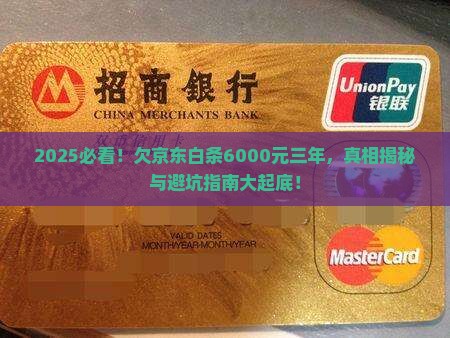 招商銀行
CHINA MERCHANTS BANK
UnionPay
银联
2025必看！欠京东白条6000元三年，真相揭秘
与避坑指南大起底！
VALID DATES
MONTH/YEAR-MONTH/YEAR
MasterCard